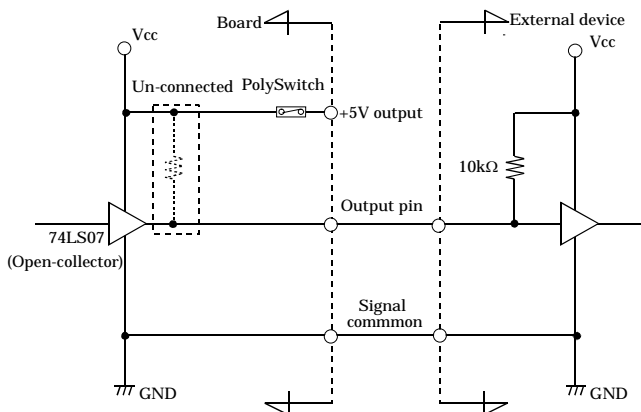 Board
External device
Vcc
Vcc
Un-connected
PolySwitch
+5V output
10kΩ
Output pin
74LS07
(Open-collector)
Signal
commmon
GND
GND